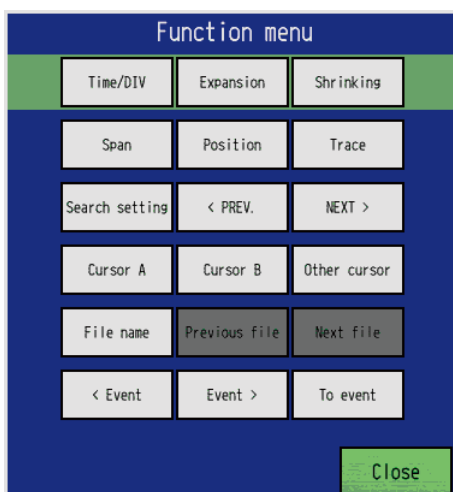 Function menu
Time/DIV Expansion Shrinking
Span Position Trace
Search setting < PREV. NEXT >
Cursor A Cursor B Other cursor
File name Previous file Next file
< Event Event > To event
Close